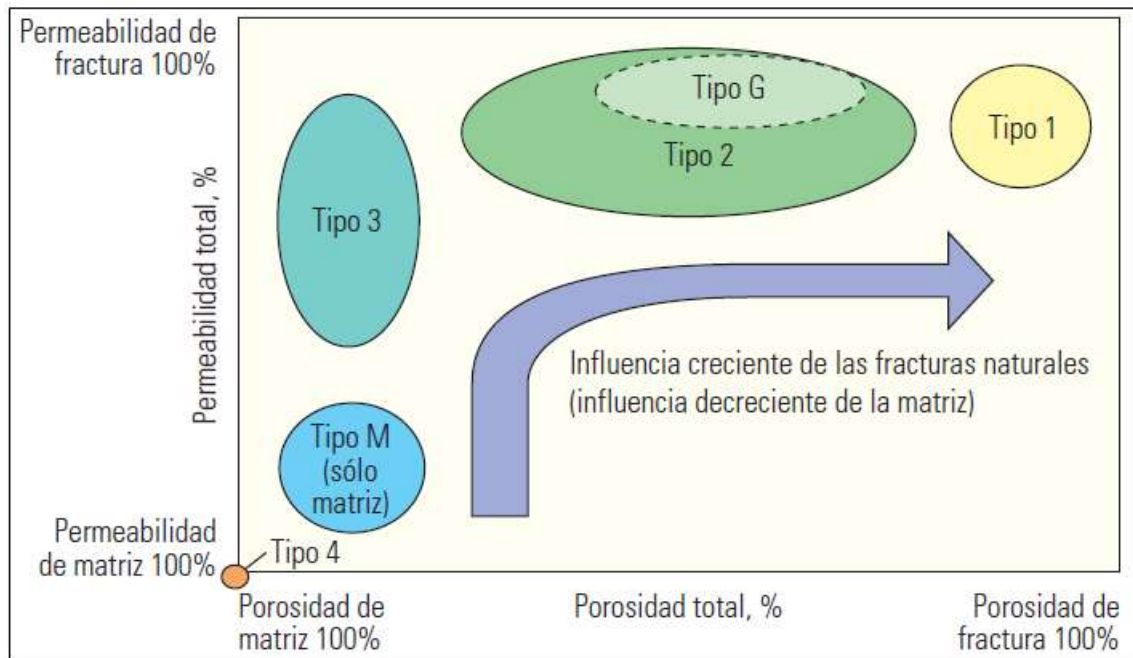 Permeabilidad de
fractura 100%
Tipo G
Tipo 2
Tipo 1
Tipo 3
Permeabilidad total, %
Influencia creciente de las fracturas naturales
(influencia decreciente de la matriz)
Tipo M
(sólo
matriz)
Permeabilidad
de matriz 100%
Tipo 4
Porosidad de
matriz 100%
Porosidad total, %
Porosidad de
fractura 100%